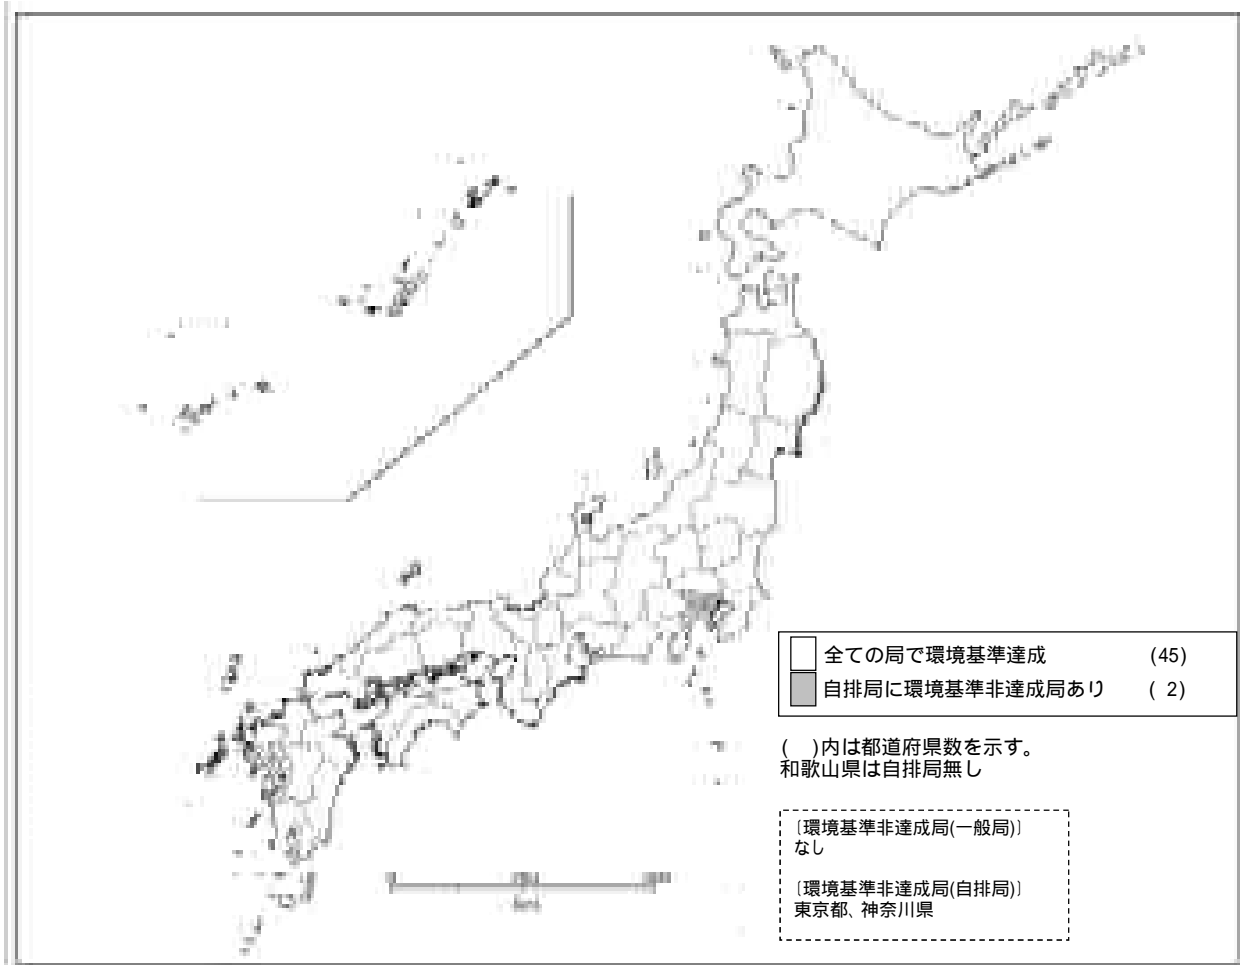 全ての局で環境基準達成 (45)
自排局に環境基準非達成局あり ( 2)
( )内は都道府県数を示す。
和歌山県は自排局無し
［環境基準非達成局(一般局)］
なし
［環境基準非達成局(自排局)］
東京都、神奈川県